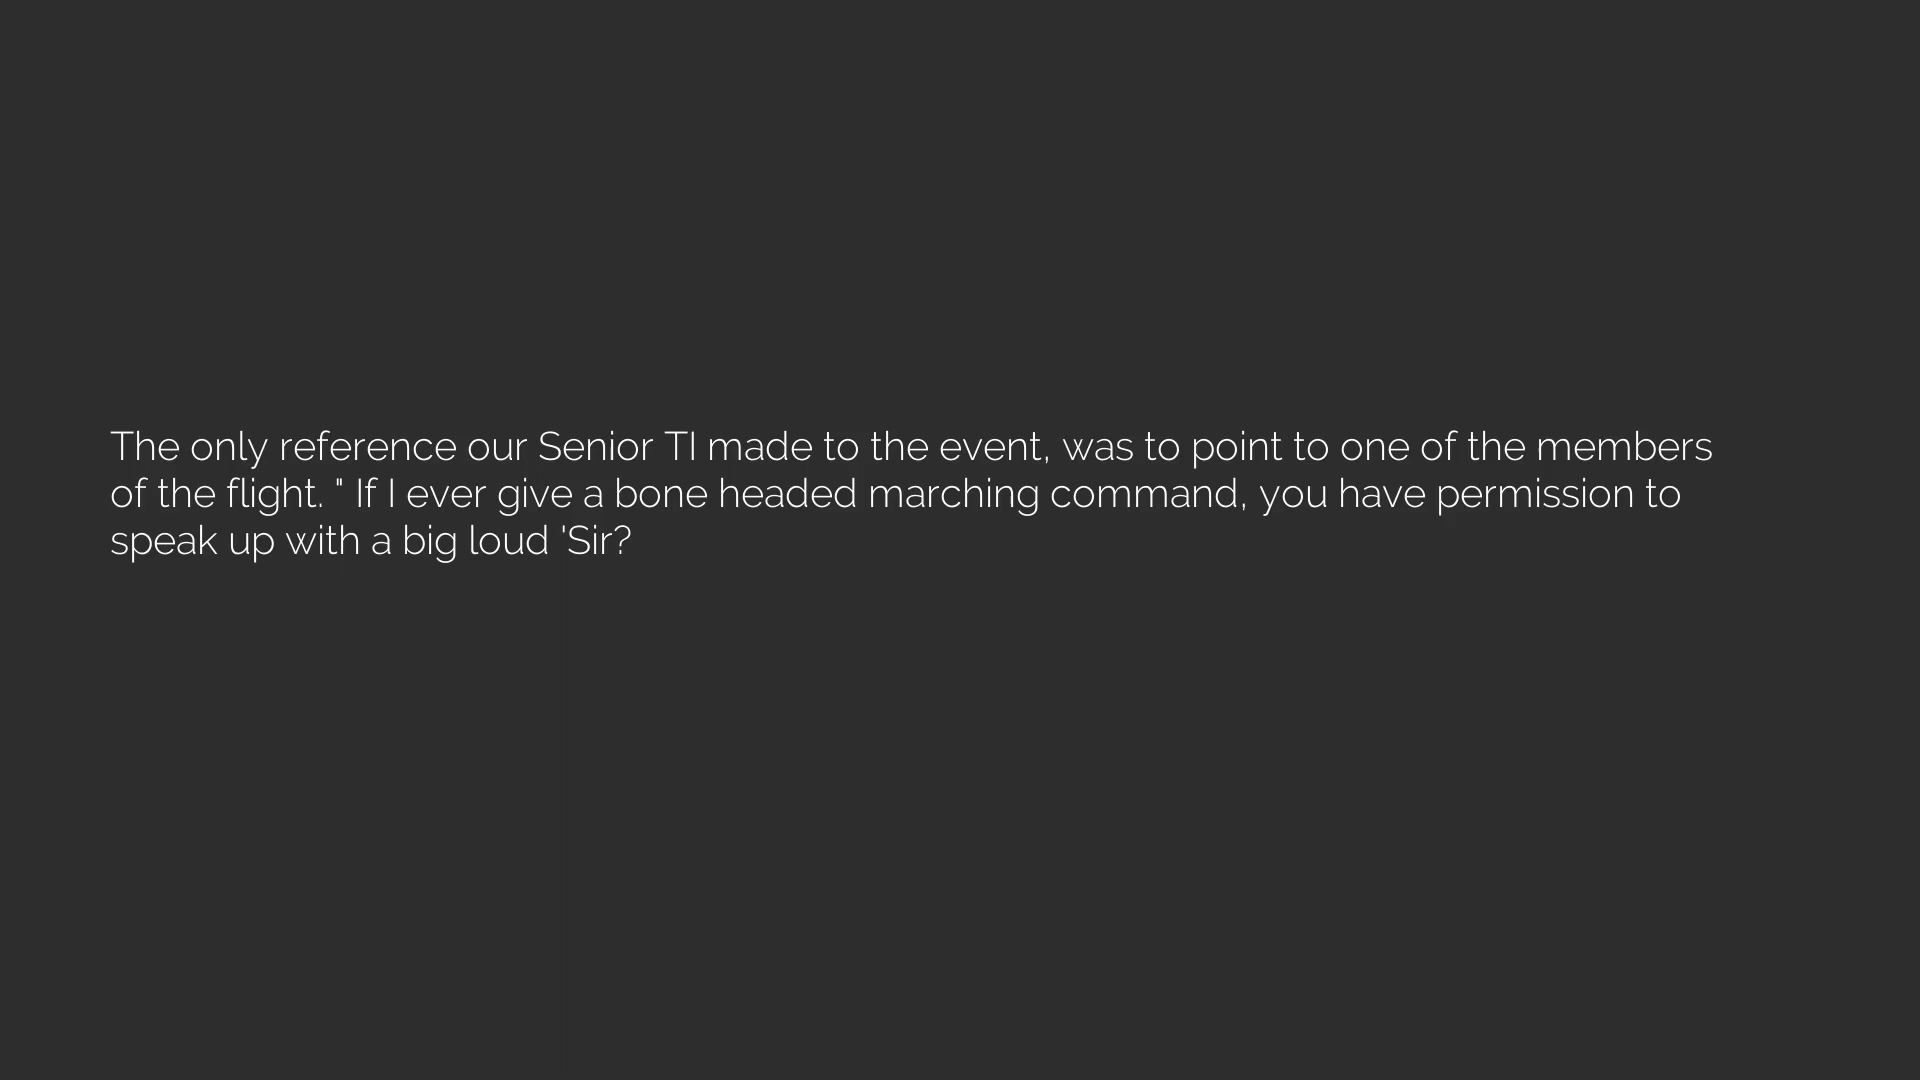 The only reference our Senior TI made to the event, was to point to one of the members
of the flight. " If I ever give a bone headed marching command, you have permission to
speak up with a big loud 'Sir?